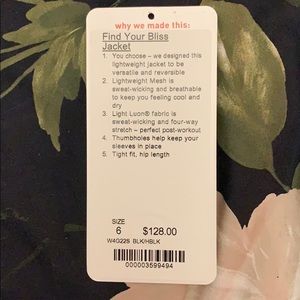 why we made this:
Find Your Bliss
Jacket
1. You choose – we designed this
lightweight jacket to be
versatile and reversible
2. Lightweight Mesh is
sweat-wicking and breathable
to keep you feeling cool and
dry
3. Light Luon® fabric is
sweat-wicking and four-way
stretch – perfect post-workout
4. Thumbholes help keep your
sleeves in place
5. Tight fit, hip length
SIZE
6 $128.00
W4G22S BLK/HBLK
000003599494